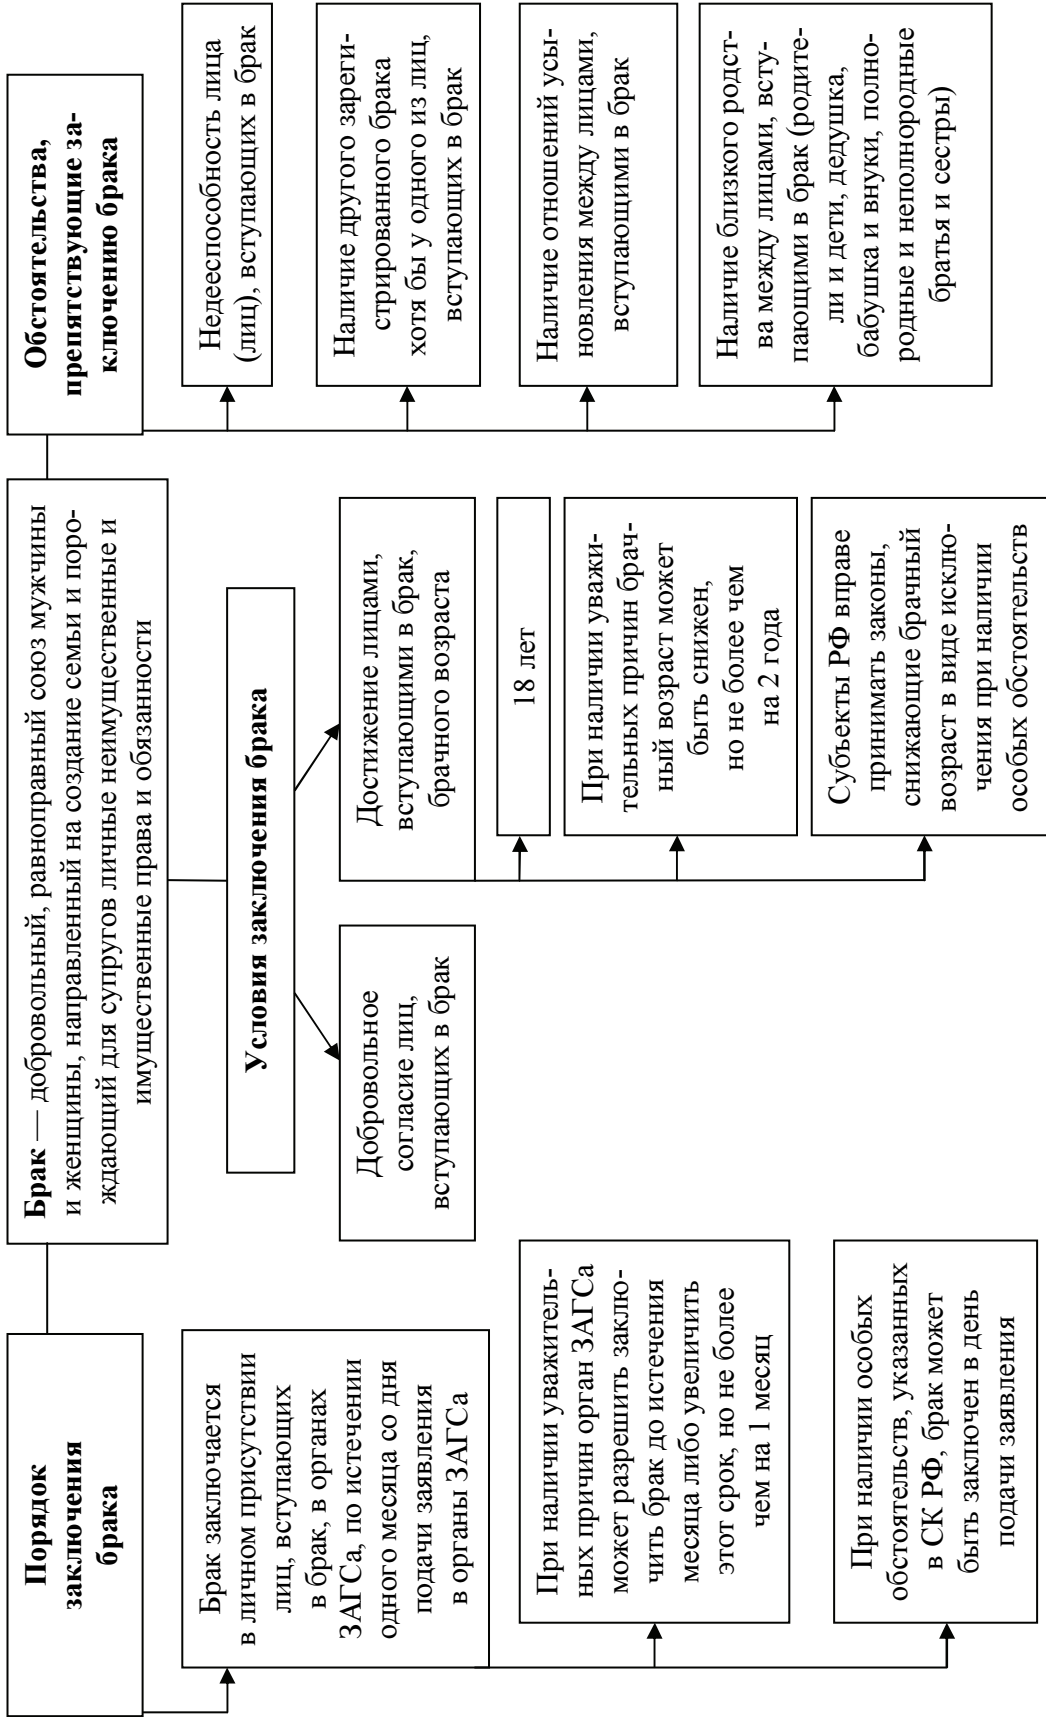 Порядок
заключения
брака
Брак заключается
в личном присутствии
лиц, вступающих
в брак, в органах
ЗАГСа, по истечении
одного месяца со дня
подачи заявления
в органы ЗАГСа
При наличии уважитель-
ных причин орган ЗАГСа
может разрешить заклю-
чить брак до истечения
месяца либо увеличить
этот срок, но не более
чем на 1 месяц
При наличии особых
обстоятельств, указанных
в СК РФ, брак может
быть заключен в день
подачи заявления
Брак — добровольный, равноправный союз мужчины
и женщины, направленный на создание семьи и поро-
ждающий для супругов личные неимущественные и
имущественные права и обязанности
Условия заключения брака
Добровольное
согласие лиц,
вступающих в брак
Достижение лицами,
вступающими в брак,
брачного возраста
18 лет
При наличии уважи-
тельных причин брач-
ный возраст может
быть снижен,
но не более чем
на 2 года
Субъекты РФ вправе
принимать законы,
снижающие брачный
возраст в виде исклю-
чения при наличии
особых обстоятельств
Обстоятельства,
препятствующие за-
ключению брака
Недееспособность лица
(лиц), вступающих в брак
Наличие другого зареги-
стрированного брака
хотя бы у одного из лиц,
вступающих в брак
Наличие отношений усы-
новления между лицами,
вступающими в брак
Наличие близкого родст-
ва между лицами, всту-
пающими в брак (родите-
ли и дети, дедушка,
бабушка и внуки, полно-
родные и неполнородные
братья и сестры)